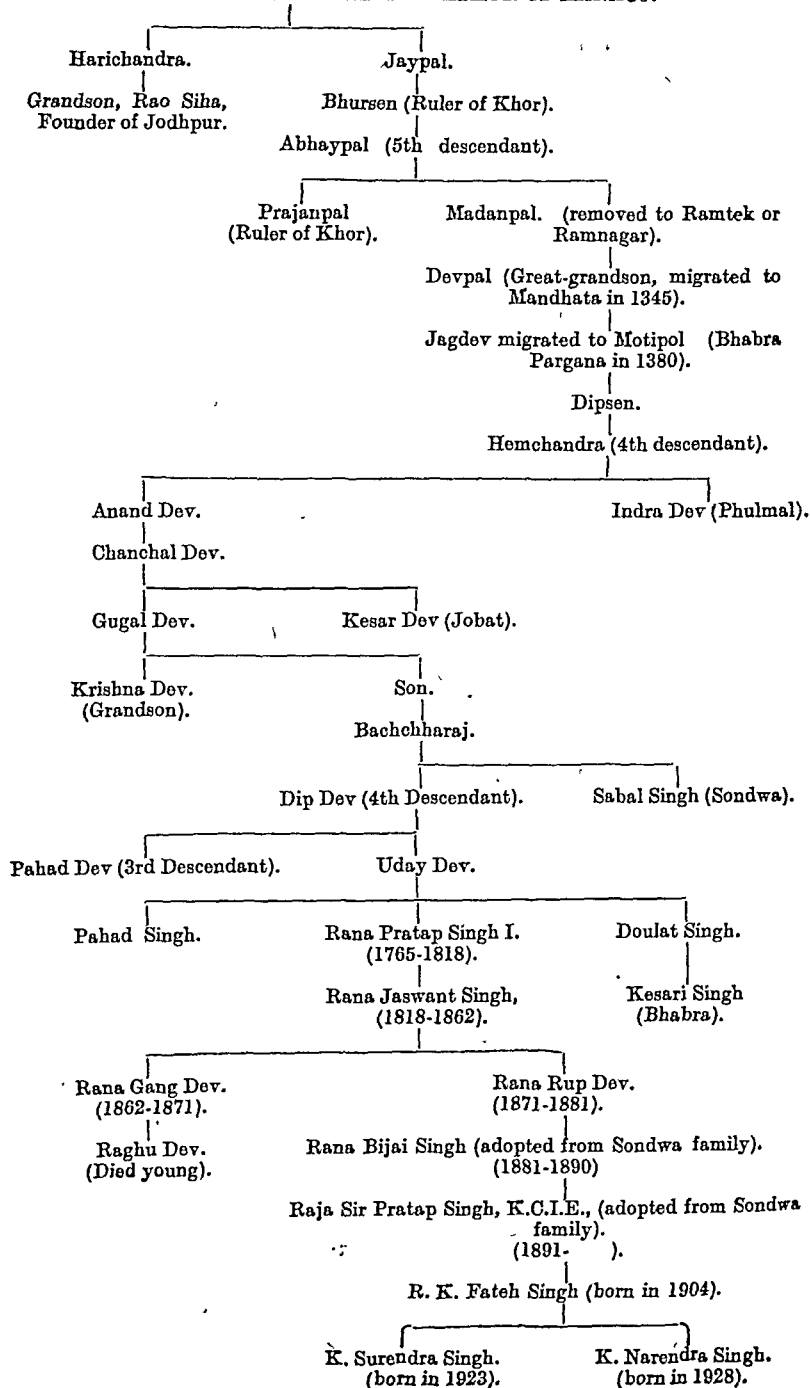 Harichandra. Jaypal.
Grandson, Rao Siha, Bhursen (Ruler of Khor).
Founder of Jodhpur.
Abhaypal (5th descendant).
Prajanpal Madanpal. (removed to Ramtek or
(Ruler of Khor). Ramnagar).
Devpal (Great-grandson, migrated to
Mandhata in 1345).
Jagdev migrated to Motipol (Bhabra
Pargana in 1380).
Dipsen.
Hemchandra (4th descendant).
Anand Dev. Indra Dev (Phulmal).
Chanchal Dev.
Gugal Dev. Kesar Dev (Jobat).
Krishna Dev. Son.
(Grandson).
Bachchharaj.
Dip Dev (4th Descendant). Sabal Singh (Sondwa).
Pahad Dev (3rd Descendant). Uday Dev.
Pahad Singh. Rana Pratap Singh I. Doulat Singh.
(1765-1818).
Rana Jaswant Singh, Kesari Singh
(1818-1862). (Bhabra).
Rana Gang Dev. Rana Rup Dev.
(1862-1871). (1871-1881).
Raghu Dev. Rana Bijai Singh (adopted from Sondwa family).
(Died young). (1881-1890)
Raja Sir Pratap Singh, K.C.I.E., (adopted from Sondwa
family).
(1891- ).
R. K. Fateh Singh (born in 1904).
K. Surendra Singh. K. Narendra Singh.
(born in 1923). (born in 1928).